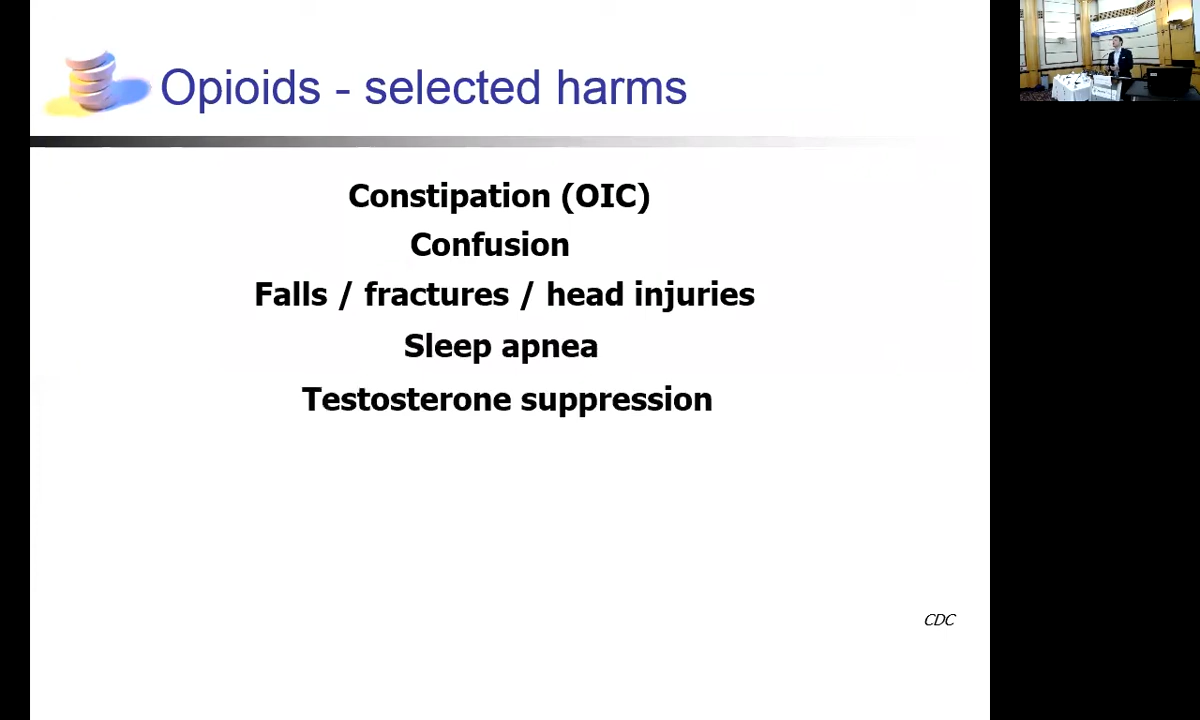 Opioids - selected harms
Constipation (OIC)
Confusion
Falls / fractures / head injuries
Sleep apnea
Testosterone suppression
CDC